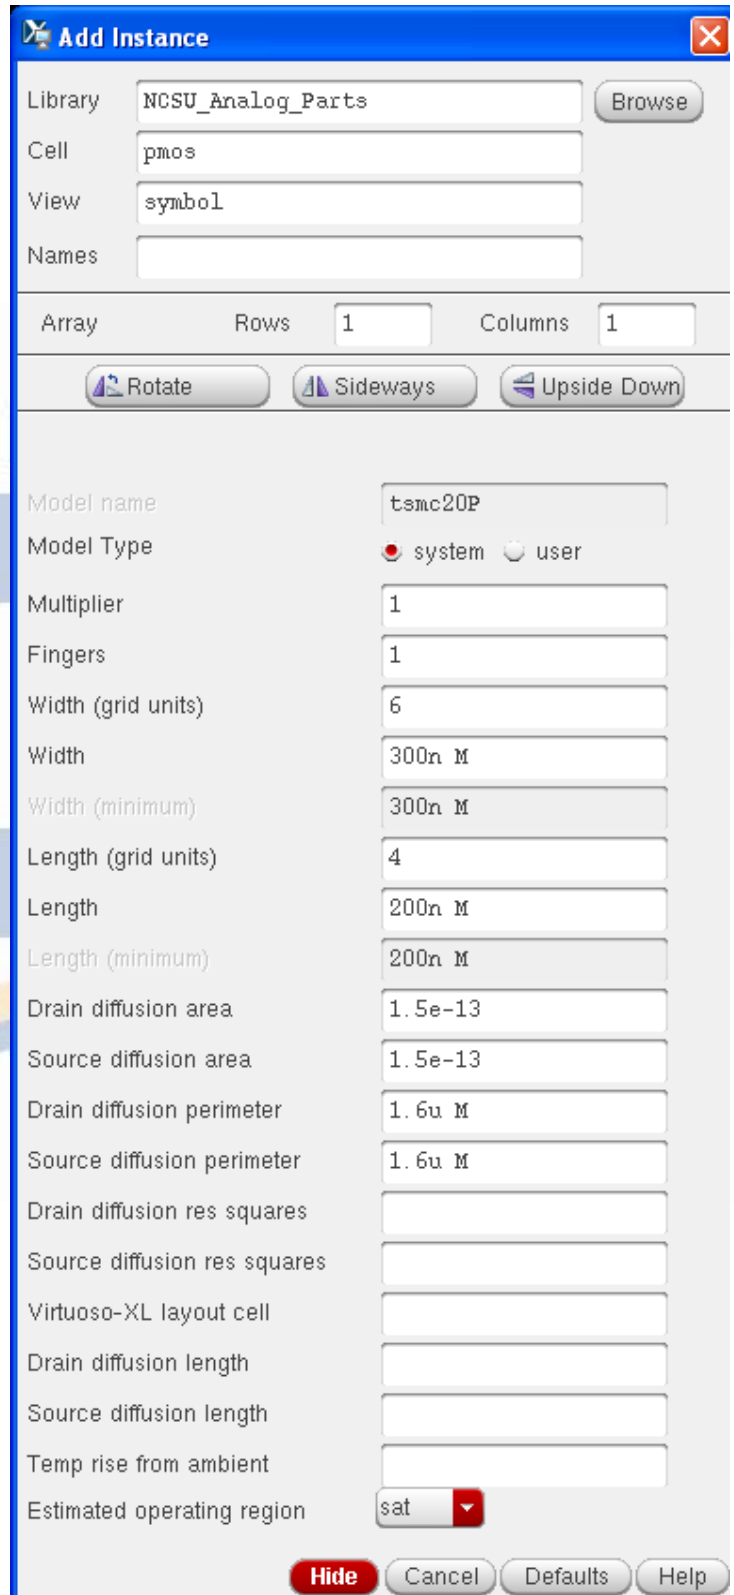 Add Instance
Library NCSU_Analog_Parts Browse
Cell pmos
View symbol
Names
Array Rows 1 Columns 1
Rotate Sideways Upside Down
Model name tsmc20P
Model Type system user
Multiplier 1
Fingers 1
Width (grid units) 6
Width 300n M
Width (minimum) 300n M
Length (grid units) 4
Length 200n M
Length (minimum) 200n M
Drain diffusion area 1.5e-13
Source diffusion area 1.5e-13
Drain diffusion perimeter 1.6u M
Source diffusion perimeter 1.6u M
Drain diffusion res squares
Source diffusion res squares
Virtuoso-XL layout cell
Drain diffusion length
Source diffusion length
Temp rise from ambient
Estimated operating region sat
Hide Cancel Defaults Help